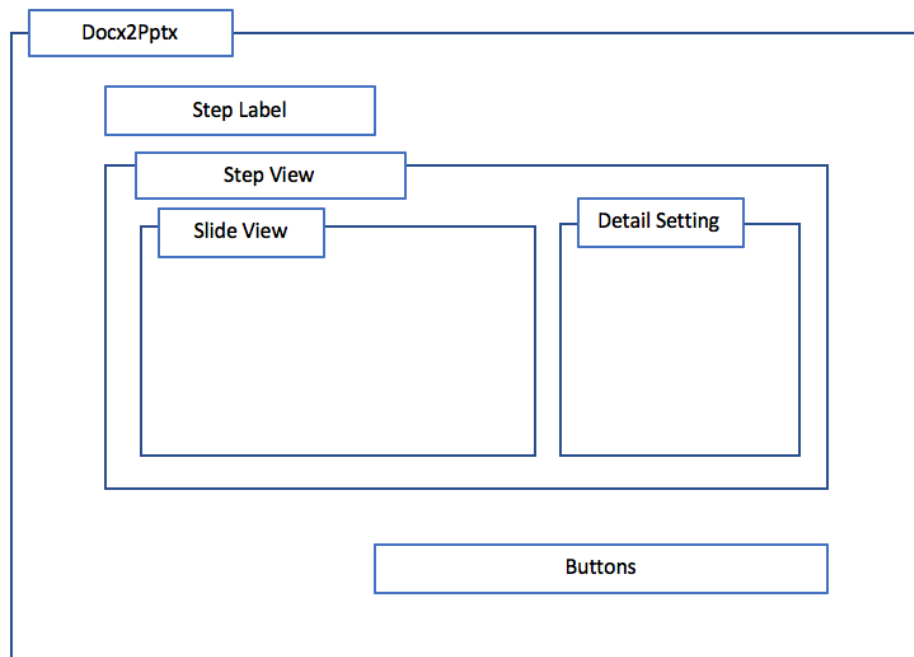 Docx2Pptx
Step Label
Step View
Slide View
Detail Setting
Buttons